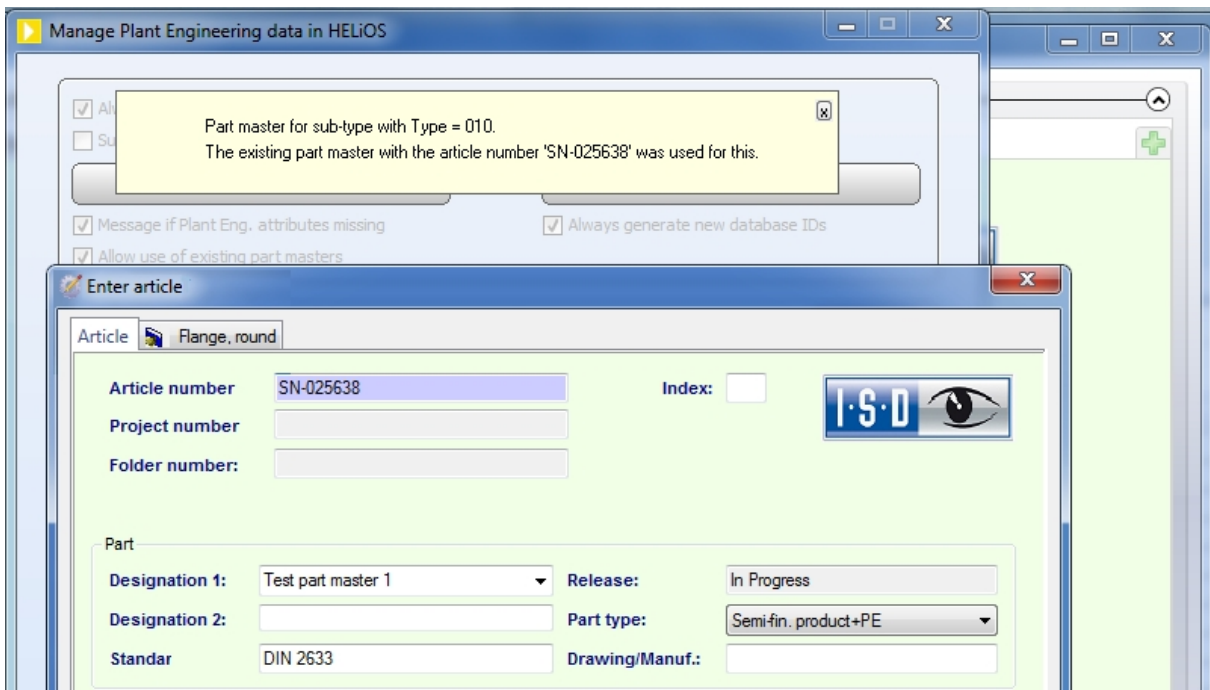 Manage Plant Engineering data in HELiOS
Part master for sub-type with Type = 010.
The existing part master with the article number 'SN-025638' was used for this.
Message if Plant Eng. attributes missing
Always generate new database IDs
Allow use of existing part masters
Enter article
Article
Flange, round
Article number SN-025638 Index:
I·S·D
Project number
Folder number:
Part
Designation 1: Test part master 1 Release: In Progress
Designation 2: Part type: Semi-fin. product+PE
Standar DIN 2633 Drawing/Manuf.: